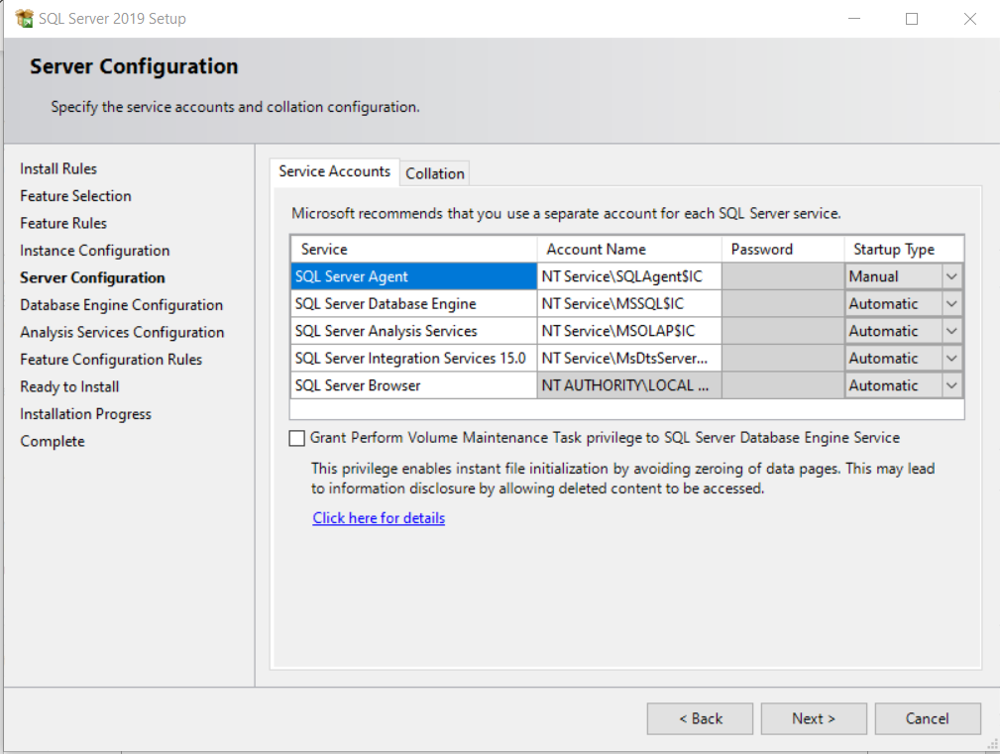 SQL Server 2019 Setup
Server Configuration
Specify the service accounts and collation configuration.
Install Rules
Feature Selection
Feature Rules
Instance Configuration
Server Configuration
Database Engine Configuration
Analysis Services Configuration
Feature Configuration Rules
Ready to Install
Installation Progress
Complete
Service Accounts Collation
Microsoft recommends that you use a separate account for each SQL Server service.
Service Account Name Password Startup Type
SQL Server Agent NT Service\SQLAgent$IC Manual
SQL Server Database Engine NT Service\MSSQL$IC Automatic
SQL Server Analysis Services NT Service\MSOLAP$IC Automatic
SQL Server Integration Services 15.0 NT Service\MsDtsServer... Automatic
SQL Server Browser NT AUTHORITY\LOCAL ... Automatic
Grant Perform Volume Maintenance Task privilege to SQL Server Database Engine Service
This privilege enables instant file initialization by avoiding zeroing of data pages. This may lead
to information disclosure by allowing deleted content to be accessed.
Click here for details
< Back Next > Cancel